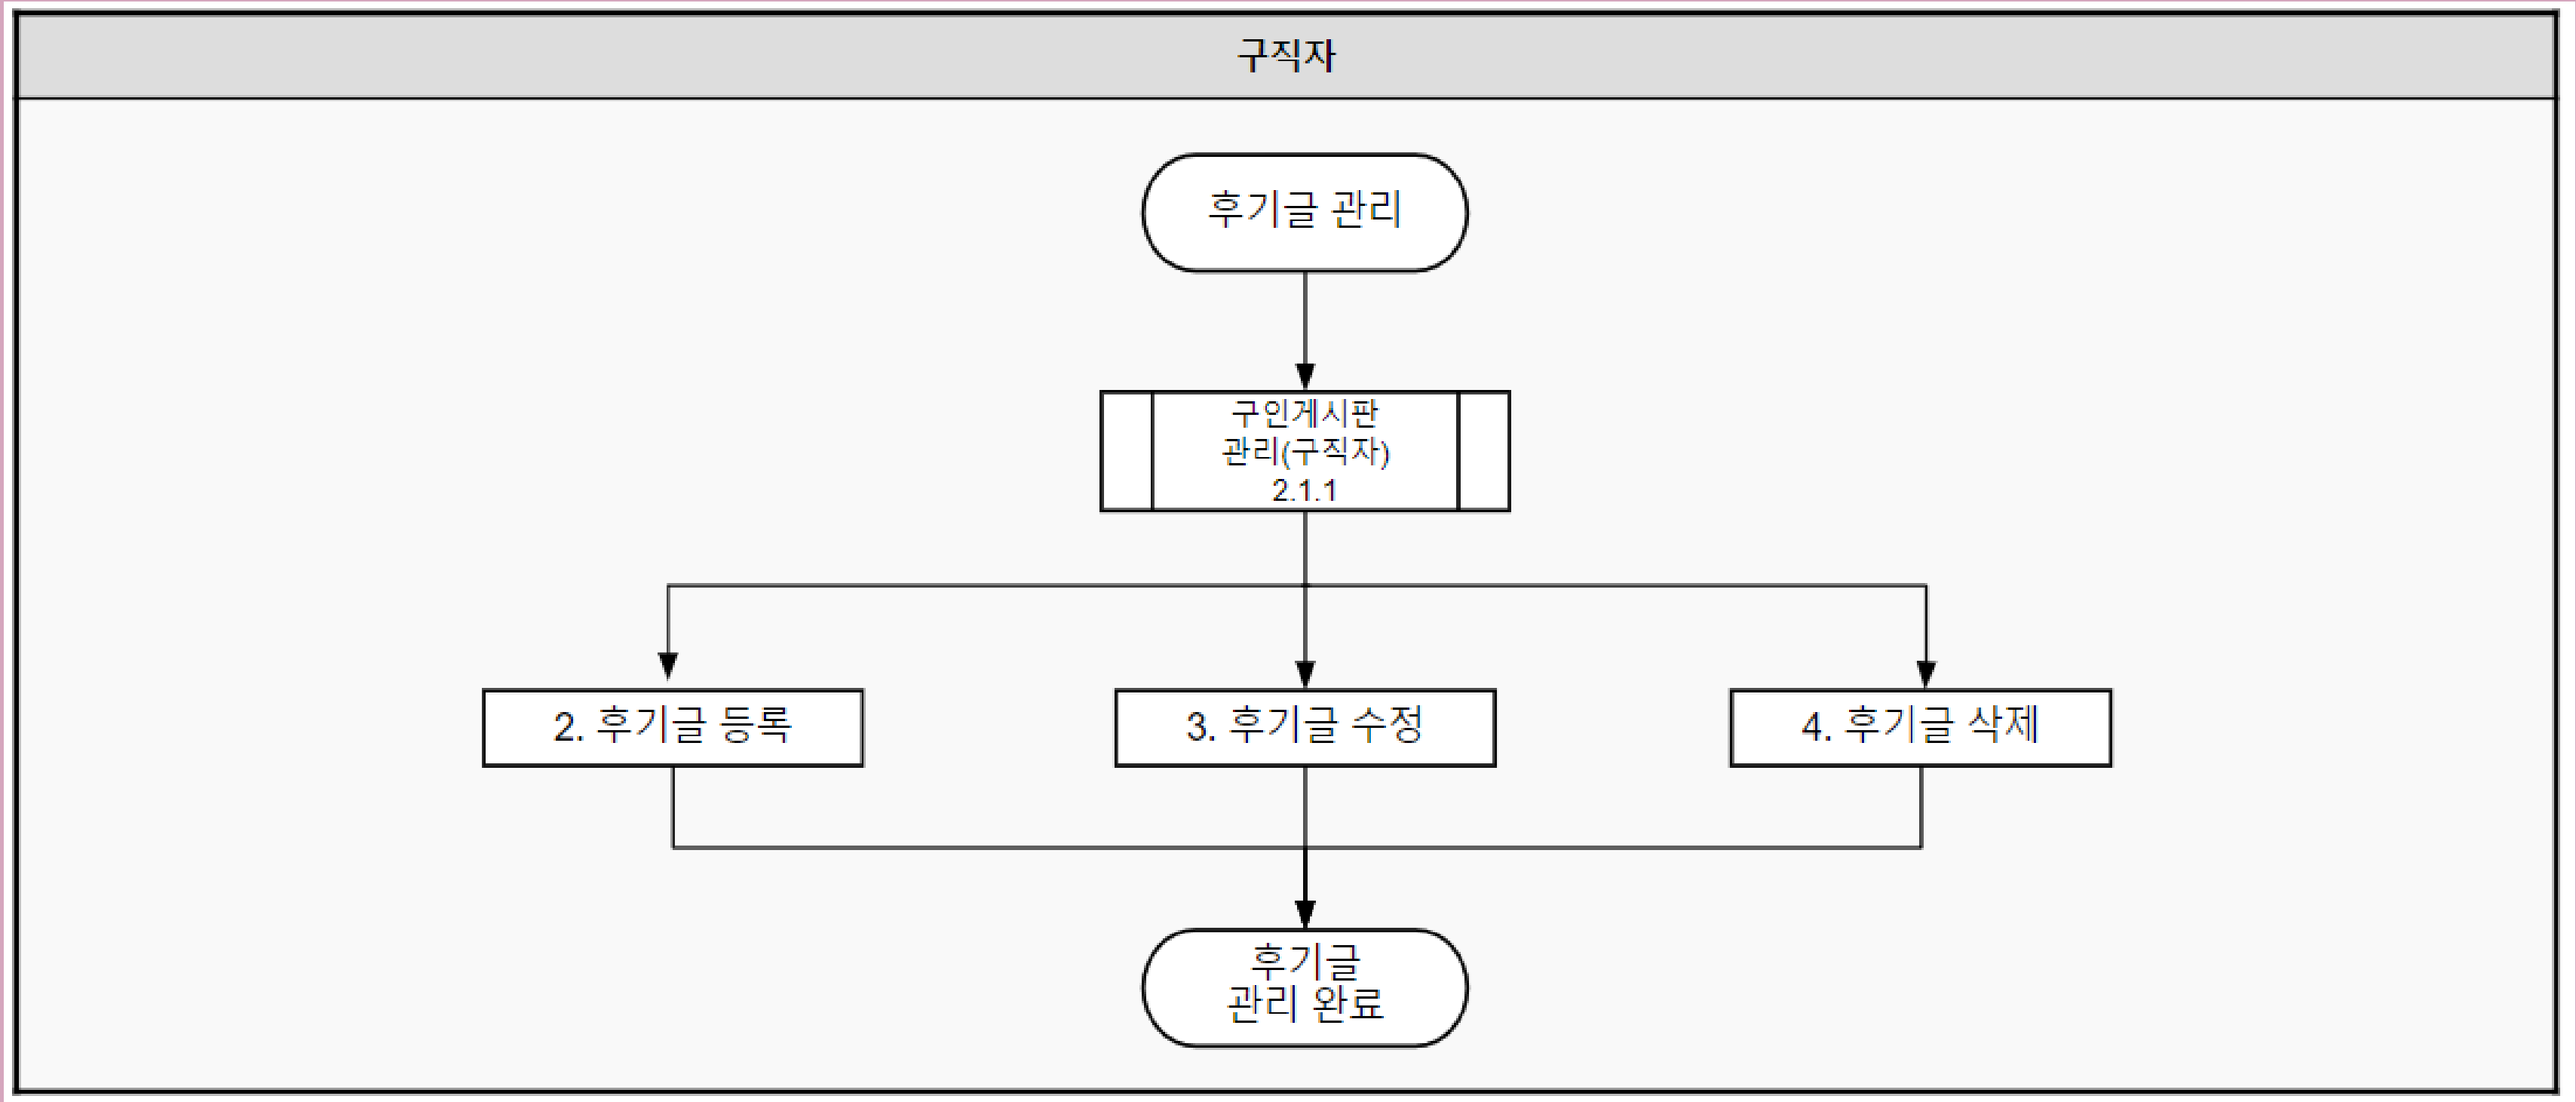 구직자
후기글 관리
구인게시판
관리(구직자)
2.1.1
2. 후기글 등록
3. 후기글 수정
4. 후기글 삭제
후기글
관리 완료